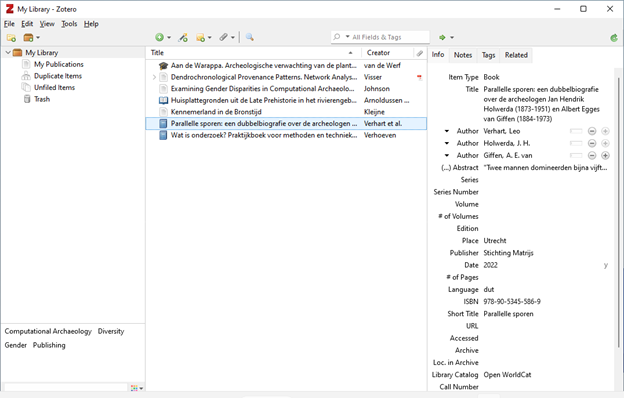 My Library - Zotero
File Edit View Tools Help
All Fields & Tags
My Library
My Publications
Duplicate Items
Unfiled Items
Trash
Computational Archaeology Diversity
Gender Publishing
Title Creator
Aan de Warappa. Archeologische verwachting van de plant... van de Werf
Dendrochronological Provenance Patterns. Network Analys... Visser
Examining Gender Disparities in Computational Archaeolo... Johnson
Huisplattegronden uit de Late Prehistorie in het rivierengebi... Arnoldussen ...
Kennemerland in de Bronstijd Kleijne
Parallelle sporen: een dubbelbiografie over de archeologen ... Verhart et al.
Wat is onderzoek? Praktijkboek voor methoden en techniek... Verhoeven
Info Notes Tags Related
Item Type Book
Title Parallelle sporen: een dubbelbiografie
over de archeologen Jan Hendrik
Holwerda (1873-1951) en Albert Egges
van Giffen (1884-1973)
Author Verhart, Leo
Author Holwerda, J. H.
Author Giffen, A. E. van
(...) Abstract "Twee mannen domineerden bijna vijft...
Series
Series Number
Volume
# of Volumes
Edition
Place Utrecht
Publisher Stichting Matrijs
Date 2022 y
# of Pages
Language dut
ISBN 978-90-5345-586-9
Short Title Parallelle sporen
URL
Accessed
Archive
Loc. in Archive
Library Catalog Open WorldCat
Call Number